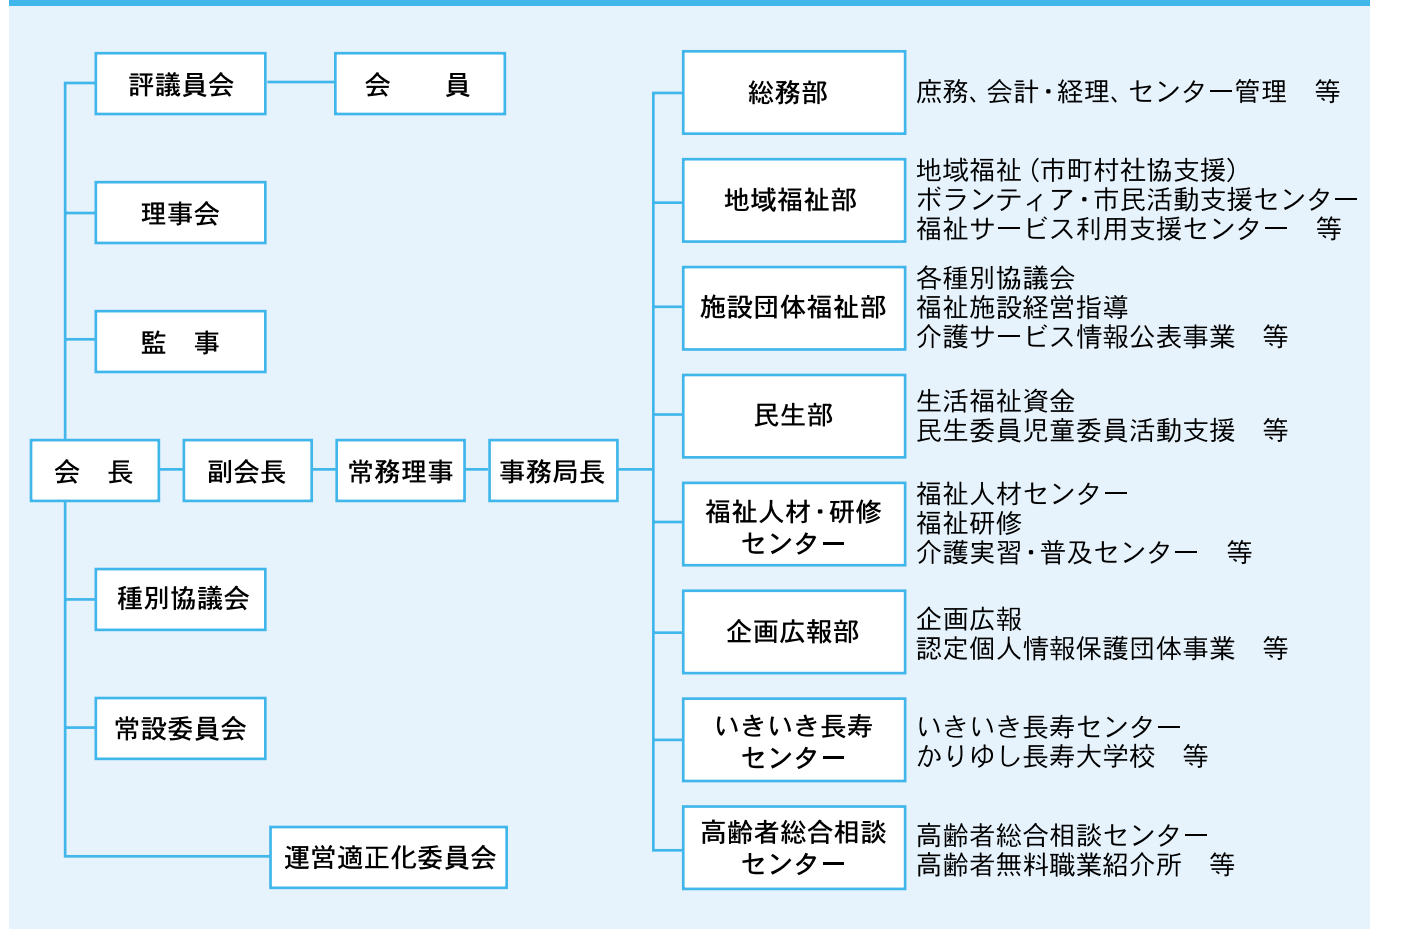 評議員会
会　員
理事会
監　事
会　長
副会長
常務理事
事務局長
種別協議会
常設委員会
運営適正化委員会
総務部
庶務、会計・経理、センター管理　等
地域福祉部
地域福祉（市町村社協支援）
ボランティア・市民活動支援センター
福祉サービス利用支援センター　等
施設団体福祉部
各種別協議会
福祉施設経営指導
介護サービス情報公表事業　等
民生部
生活福祉資金
民生委員児童委員活動支援　等
福祉人材・研修
センター
福祉人材センター
福祉研修
介護実習・普及センター　等
企画広報部
企画広報
認定個人情報保護団体事業　等
いきいき長寿
センター
いきいき長寿センター
かりゆし長寿大学校　等
高齢者総合相談
センター
高齢者総合相談センター
高齢者無料職業紹介所　等